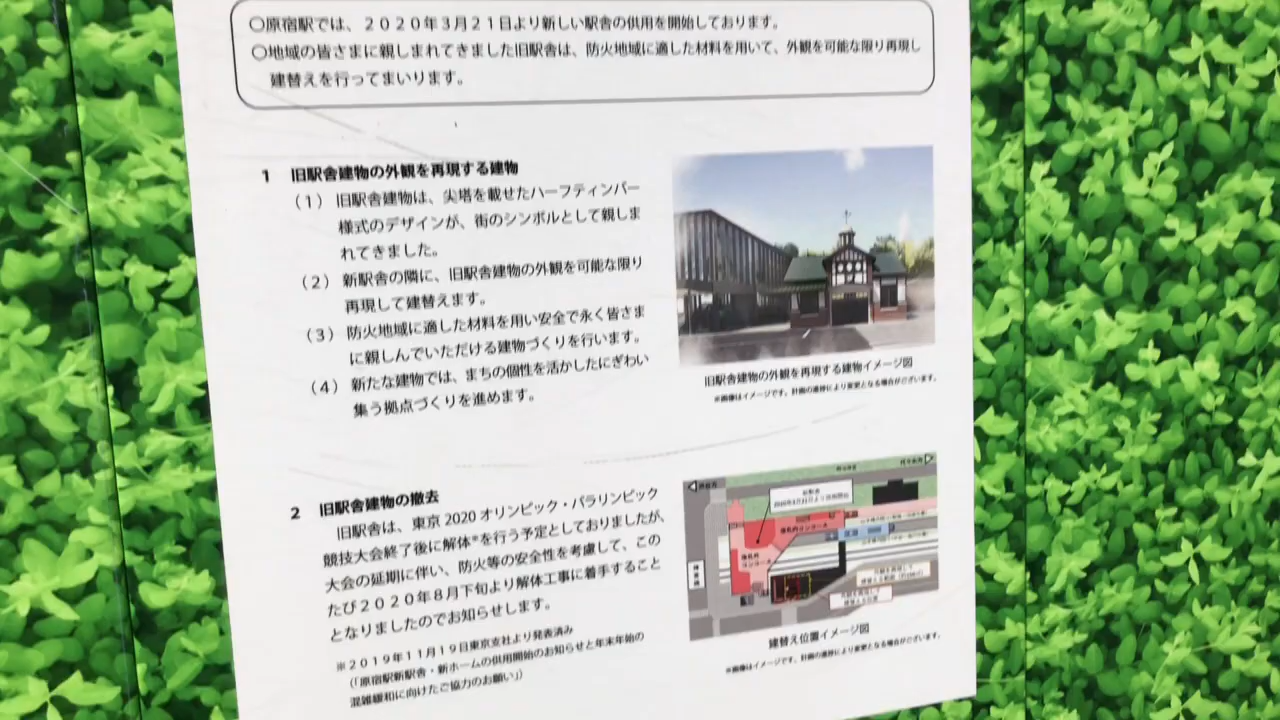 ○原宿駅では、2020年3月21日より新しい駅舎の供用を開始しております。
○地域の皆さまに親しまれてきました旧駅舎は、防火地域に適した材料を用いて、外観を可能な限り再現し
建替えを行ってまいります。
1 旧駅舎建物の外観を再現する建物
(1) 旧駅舎建物は、尖塔を載せたハーフティンバー
様式のデザインが、街のシンボルとして親しま
れてきました。
(2) 新駅舎の隣に、旧駅舎建物の外観を可能な限り
再現して建替えます。
(3) 防火地域に適した材料を用い安全で永く皆さま
に親しんでいただける建物づくりを行います。
(4) 新たな建物では、まちの個性を活かしたにぎわい
集う拠点づくりを進めます。
旧駅舎建物の外観を再現する建物イメージ図
※画像はイメージです。計画の進捗により変更となる場合がございます。
2 旧駅舎建物の撤去
旧駅舎は、東京2020オリンピック・パラリンピック
競技大会終了後に解体※を行う予定としておりましたが、
大会の延期に伴い、防火等の安全性を考慮して、この
たび2020年8月下旬より解体工事に着手すること
となりましたのでお知らせします。
※2019年11月19日東京支社より発表済み
(「原宿駅新駅舎・新ホームの供用開始のお知らせと年末年始の
混雑緩和に向けたご協力のお願い」)
建替え位置イメージ図
※画像はイメージです。計画の進捗により変更となる場合がございます。